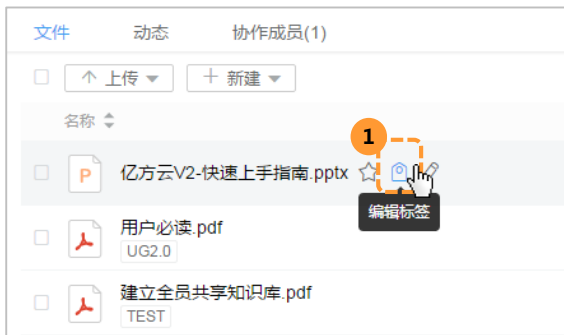 文件 动态 协作成员(1)
上传 新建
名称
1
P 亿方云V2-快速上手指南.pptx
编辑标签
用户必读.pdf
UG2.0
建立全员共享知识库.pdf
TEST